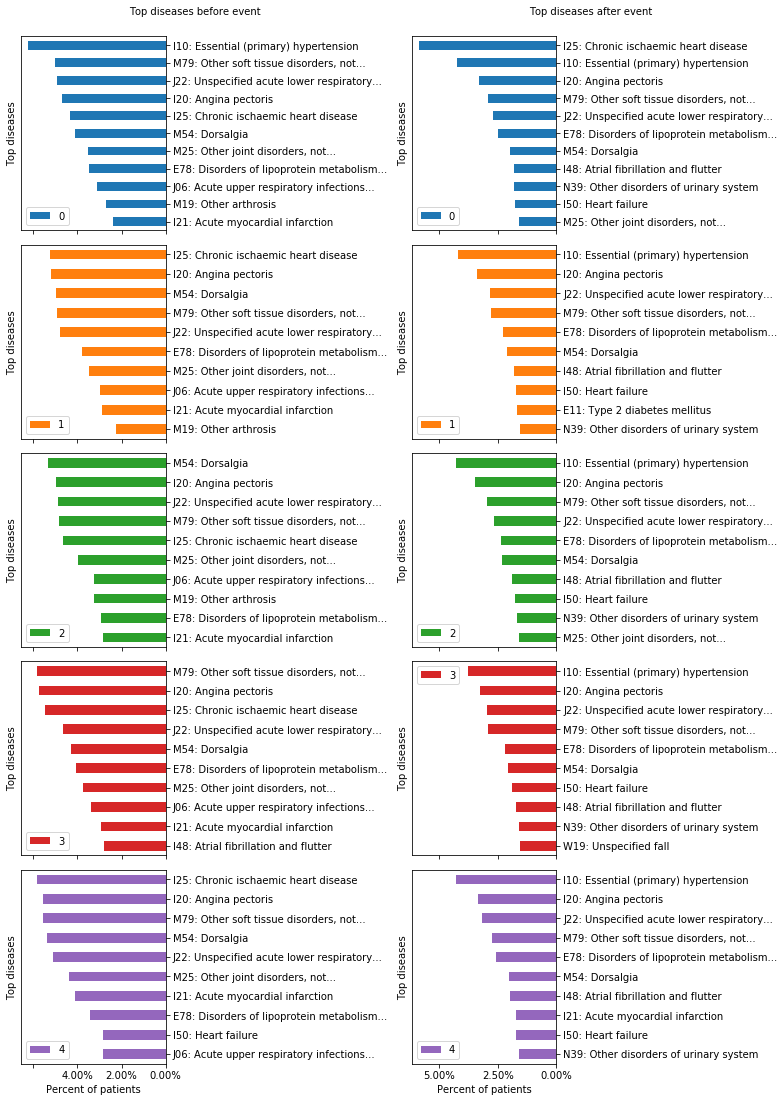 Top diseases before event
Top diseases
I10: Essential (primary) hypertension
M79: Other soft tissue disorders, not...
J22: Unspecified acute lower respiratory...
I20: Angina pectoris
I25: Chronic ischaemic heart disease
M54: Dorsalgia
M25: Other joint disorders, not...
E78: Disorders of lipoprotein metabolism...
J06: Acute upper respiratory infections...
M19: Other arthrosis
I21: Acute myocardial infarction
0
Top diseases
I25: Chronic ischaemic heart disease
I20: Angina pectoris
M54: Dorsalgia
M79: Other soft tissue disorders, not...
J22: Unspecified acute lower respiratory...
E78: Disorders of lipoprotein metabolism...
M25: Other joint disorders, not...
J06: Acute upper respiratory infections...
I21: Acute myocardial infarction
M19: Other arthrosis
1
Top diseases
M54: Dorsalgia
I20: Angina pectoris
J22: Unspecified acute lower respiratory...
M79: Other soft tissue disorders, not...
I25: Chronic ischaemic heart disease
M25: Other joint disorders, not...
J06: Acute upper respiratory infections...
M19: Other arthrosis
E78: Disorders of lipoprotein metabolism...
I21: Acute myocardial infarction
2
Top diseases
M79: Other soft tissue disorders, not...
I20: Angina pectoris
I25: Chronic ischaemic heart disease
J22: Unspecified acute lower respiratory...
M54: Dorsalgia
E78: Disorders of lipoprotein metabolism...
M25: Other joint disorders, not...
J06: Acute upper respiratory infections...
I21: Acute myocardial infarction
I48: Atrial fibrillation and flutter
3
Top diseases
I25: Chronic ischaemic heart disease
I20: Angina pectoris
M79: Other soft tissue disorders, not...
M54: Dorsalgia
J22: Unspecified acute lower respiratory...
M25: Other joint disorders, not...
I21: Acute myocardial infarction
E78: Disorders of lipoprotein metabolism...
I50: Heart failure
J06: Acute upper respiratory infections...
4
4.00% 2.00% 0.00%
Percent of patients
Top diseases after event
Top diseases
I25: Chronic ischaemic heart disease
I10: Essential (primary) hypertension
I20: Angina pectoris
M79: Other soft tissue disorders, not...
J22: Unspecified acute lower respiratory...
E78: Disorders of lipoprotein metabolism...
M54: Dorsalgia
I48: Atrial fibrillation and flutter
N39: Other disorders of urinary system
I50: Heart failure
M25: Other joint disorders, not...
0
Top diseases
I10: Essential (primary) hypertension
I20: Angina pectoris
J22: Unspecified acute lower respiratory...
M79: Other soft tissue disorders, not...
E78: Disorders of lipoprotein metabolism...
M54: Dorsalgia
I48: Atrial fibrillation and flutter
I50: Heart failure
E11: Type 2 diabetes mellitus
N39: Other disorders of urinary system
1
Top diseases
I10: Essential (primary) hypertension
I20: Angina pectoris
M79: Other soft tissue disorders, not...
J22: Unspecified acute lower respiratory...
E78: Disorders of lipoprotein metabolism...
M54: Dorsalgia
I48: Atrial fibrillation and flutter
I50: Heart failure
N39: Other disorders of urinary system
M25: Other joint disorders, not...
2
Top diseases
3
I10: Essential (primary) hypertension
I20: Angina pectoris
J22: Unspecified acute lower respiratory...
M79: Other soft tissue disorders, not...
E78: Disorders of lipoprotein metabolism...
M54: Dorsalgia
I50: Heart failure
I48: Atrial fibrillation and flutter
N39: Other disorders of urinary system
W19: Unspecified fall
Top diseases
I10: Essential (primary) hypertension
I20: Angina pectoris
J22: Unspecified acute lower respiratory...
M79: Other soft tissue disorders, not...
E78: Disorders of lipoprotein metabolism...
M54: Dorsalgia
I48: Atrial fibrillation and flutter
I21: Acute myocardial infarction
I50: Heart failure
N39: Other disorders of urinary system
4
5.00% 2.50% 0.00%
Percent of patients